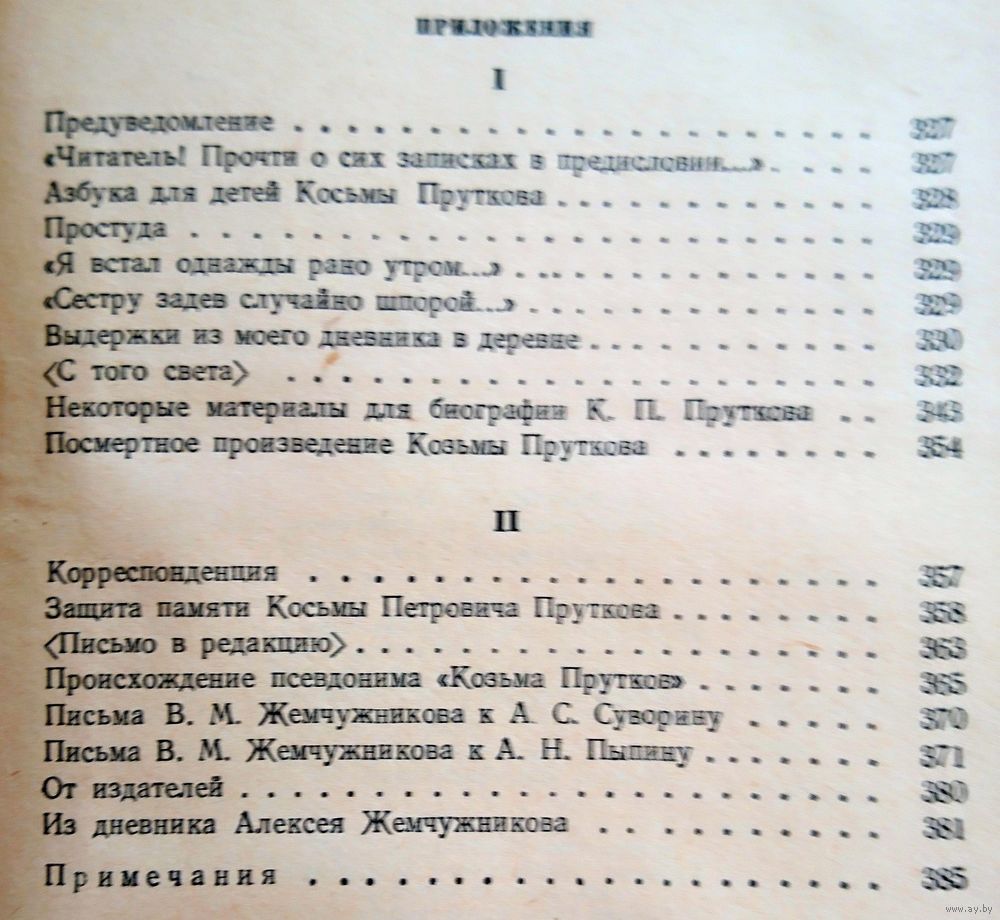 ПРИЛОЖЕНИЯ
I
Предуведомление . . . . . . . . . . . . . . . . . . . . . . 327
«Читатель! Прочти о сих записках в предисловии...» . . . . 327
Азбука для детей Косьмы Пруткова . . . . . . . . . . . . 328
Простуда . . . . . . . . . . . . . . . . . . . . . . . . . . 329
«Я встал однажды рано утром...» . . . . . . . . . . . . . . 329
«Сестру задев случайно шпорой...» . . . . . . . . . . . . . 329
Выдержки из моего дневника в деревне . . . . . . . . . . . 330
<С того света> . . . . . . . . . . . . . . . . . . . . . . 332
Некоторые материалы для биографии К. П. Пруткова . . 343
Посмертное произведение Козьмы Пруткова . . . . . . . . 354
II
Корреспонденция . . . . . . . . . . . . . . . . . . . . . 357
Защита памяти Косьмы Петровича Пруткова . . . . . . . . 358
<Письмо в редакцию> . . . . . . . . . . . . . . . . . . . 363
Происхождение псевдонима «Козьма Прутков» . . . . . . . 365
Письма В. М. Жемчужникова к А. С. Суворину . . . . . 370
Письма В. М. Жемчужникова к А. Н. Пыпину . . . . . . . 371
От издателей . . . . . . . . . . . . . . . . . . . . . . . 380
Из дневника Алексея Жемчужникова . . . . . . . . . . . 381
Примечания . . . . . . . . . . . . . . . . . . . . . 385
www.ay.by